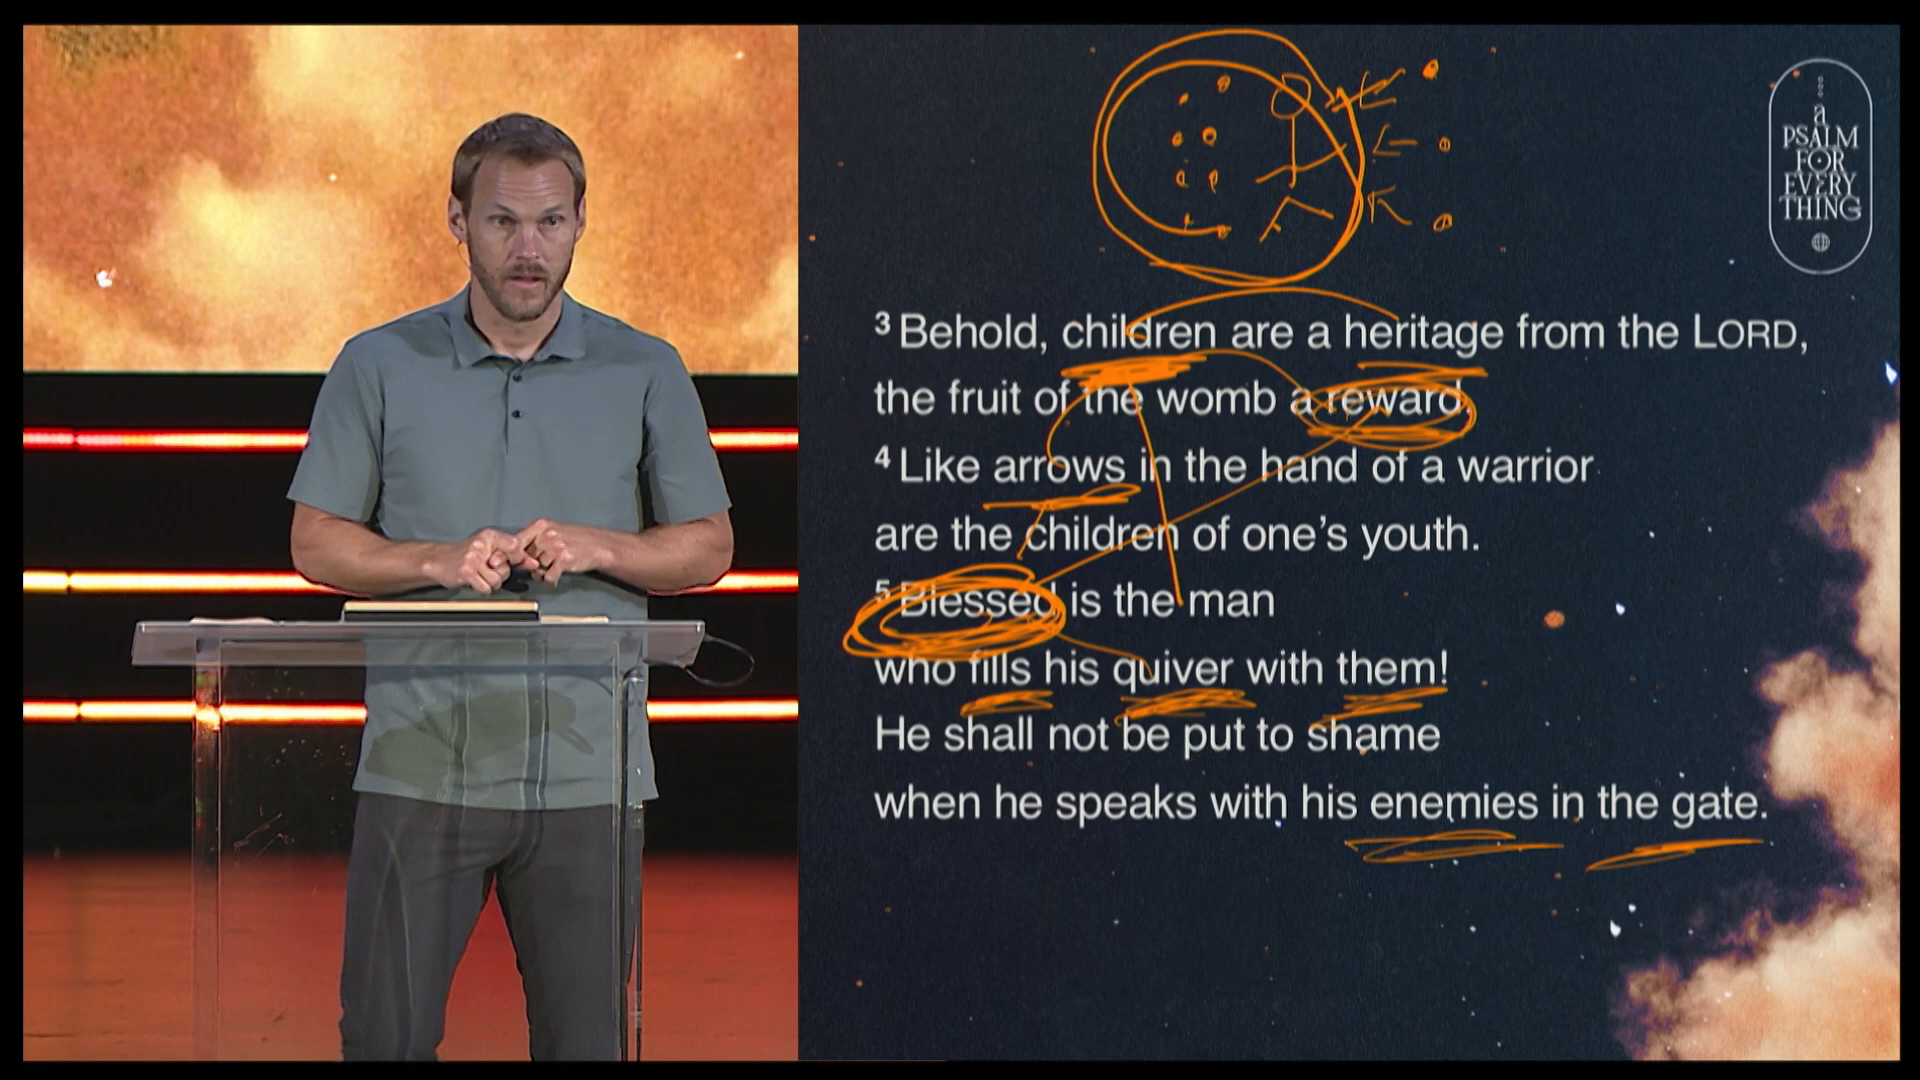 a
PSALM
FOR
EVERY
THING
3 Behold, children are a heritage from the LORD,
the fruit of the womb a reward.
4 Like arrows in the hand of a warrior
are the children of one’s youth.
5 Blessed is the man
who fills his quiver with them!
He shall not be put to shame
when he speaks with his enemies in the gate.